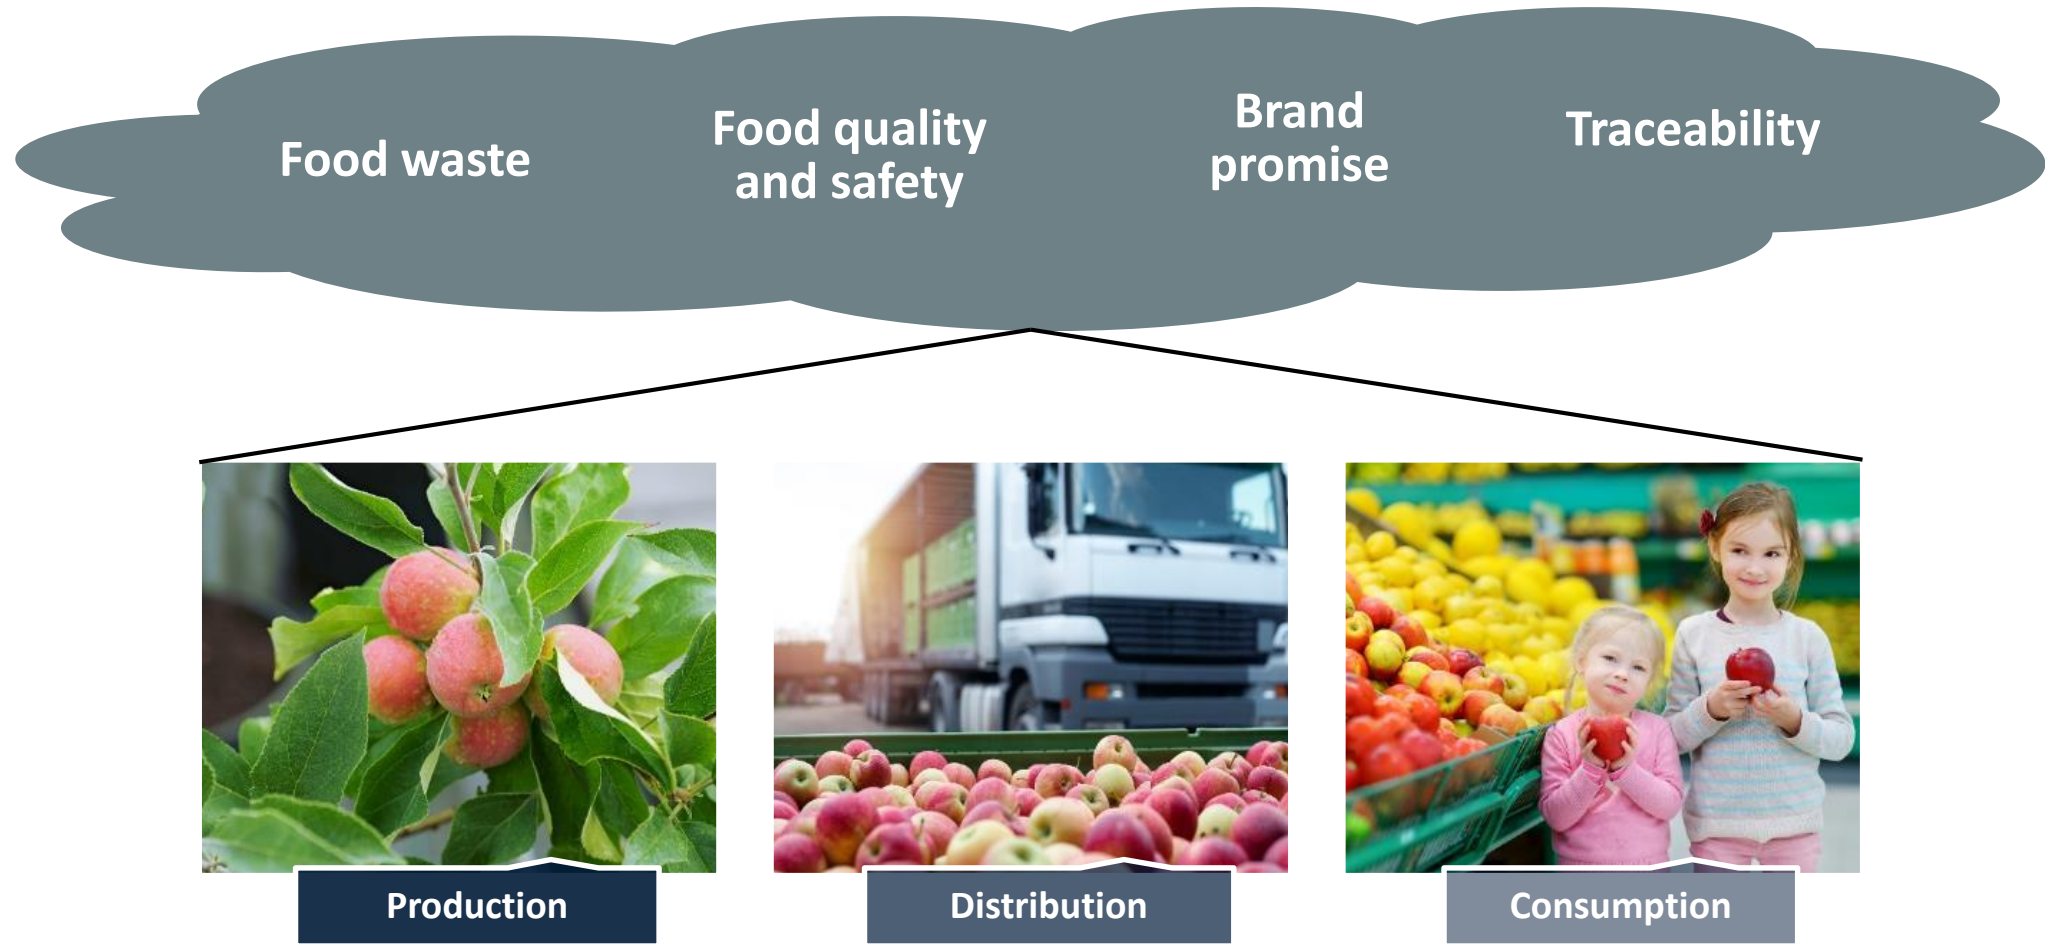 Food waste
Food quality
and safety
Brand
promise
Traceability
Production
Distribution
Consumption